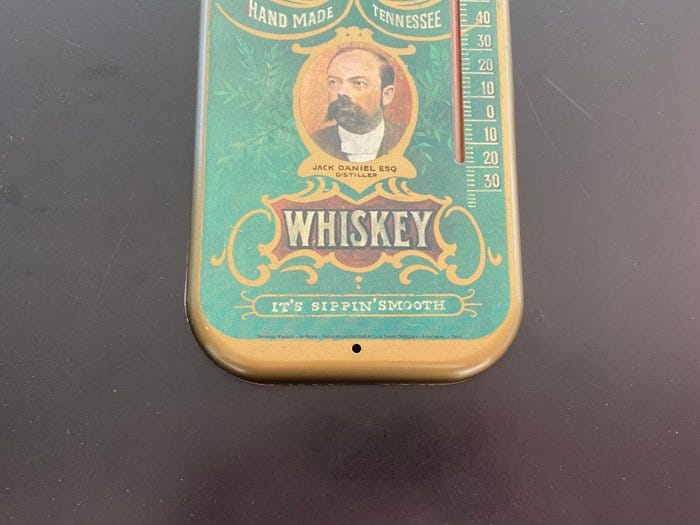 HAND MADE TENNESSEE
40
30
20
10
0
10
20
30
JACK DANIEL ESQ
DISTILLER
WHISKEY
IT'S SIPPIN' SMOOTH